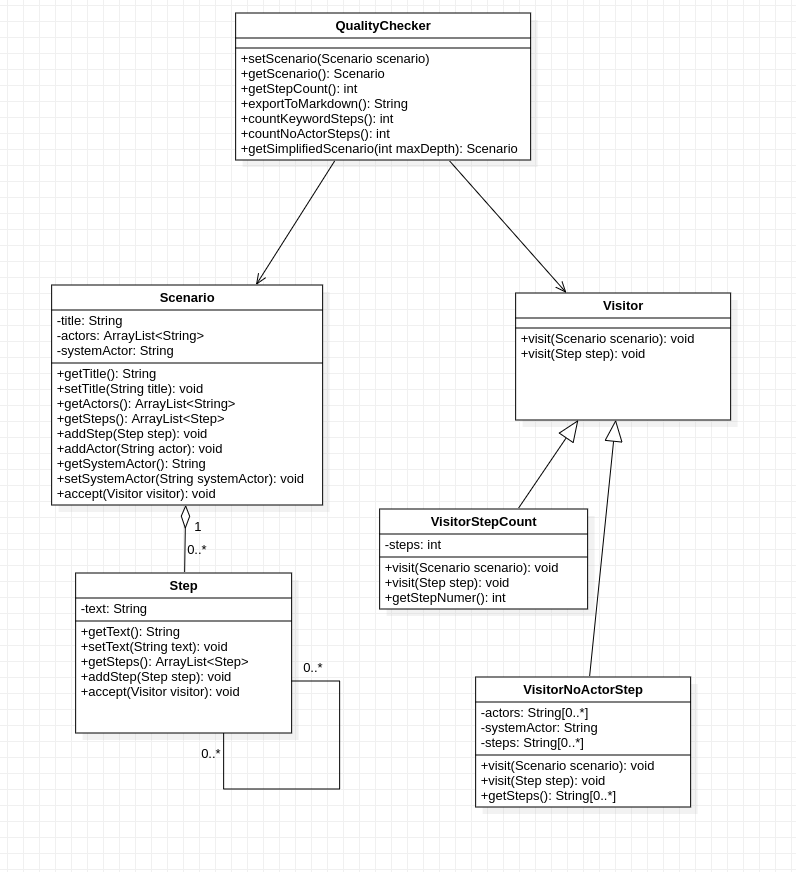 QualityChecker
+setScenario(Scenario scenario)
+getScenario(): Scenario
+getStepCount(): int
+exportToMarkdown(): String
+countKeywordSteps(): int
+countNoActorSteps(): int
+getSimplifiedScenario(int maxDepth): Scenario
Scenario
-title: String
-actors: ArrayList<String>
-systemActor: String
+getTitle(): String
+setTitle(String title): void
+getActors(): ArrayList<String>
+getSteps(): ArrayList<Step>
+addStep(Step step): void
+addActor(String actor): void
+getSystemActor(): String
+setSystemActor(String systemActor): void
+accept(Visitor visitor): void
Visitor
+visit(Scenario scenario): void
+visit(Step step): void
1
0..*
VisitorStepCount
-steps: int
+visit(Scenario scenario): void
+visit(Step step): void
+getStepNumer(): int
Step
-text: String
+getText(): String
+setText(String text): void
+getSteps(): ArrayList<Step>
+addStep(Step step): void
+accept(Visitor visitor): void
0..*
0..*
VisitorNoActorStep
-actors: String[0..*]
-systemActor: String
-steps: String[0..*]
+visit(Scenario scenario): void
+visit(Step step): void
+getSteps(): String[0..*]